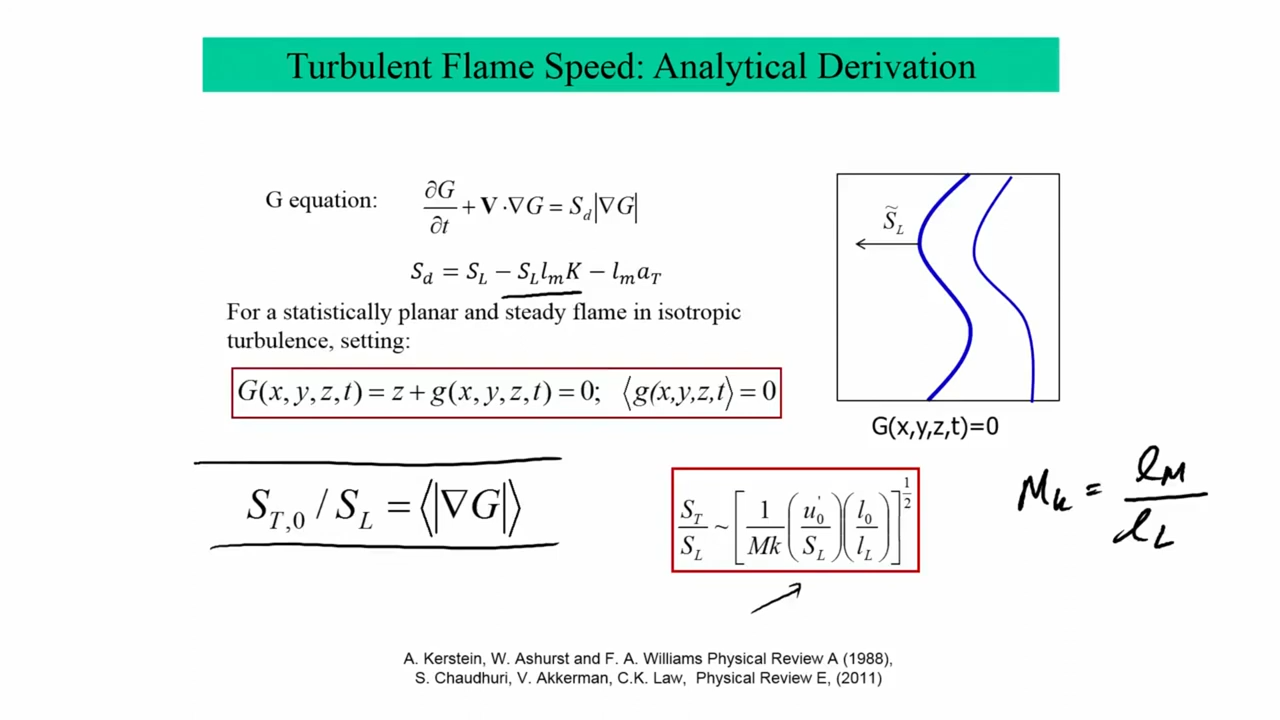 Turbulent Flame Speed: Analytical Derivation
G equation: ∂G/∂t + V·∇G = S_d|∇G|
S̃_L
S_d = S_L − S_L l_m K − l_m a_T
For a statistically planar and steady flame in isotropic
turbulence, setting:
G(x, y, z, t) = z + g(x, y, z, t) = 0; ⟨g(x,y,z,t⟩ = 0
G(x,y,z,t)=0
S_{T,0} / S_L = ⟨|∇G|⟩
S_T/S_L ~ [1/Mk (u'_0/S_L)(l_0/l_L)]^{1/2}
M_k = l_M/l_L
A. Kerstein, W. Ashurst and F. A. Williams Physical Review A (1988),
S. Chaudhuri, V. Akkerman, C.K. Law, Physical Review E, (2011)